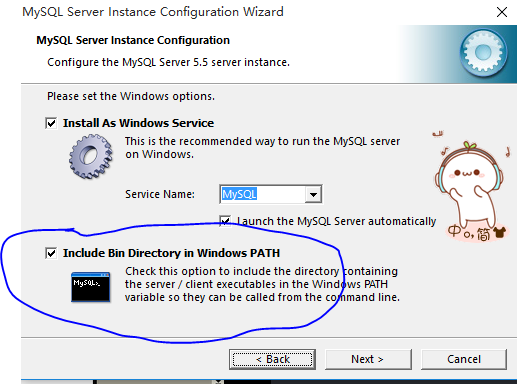 MySQL Server Instance Configuration Wizard
MySQL Server Instance Configuration
Configure the MySQL Server 5.5 server instance.
Please set the Windows options.
Install As Windows Service
This is the recommended way to run the MySQL server
on Windows.
Service Name:
MySQL
Launch the MySQL Server automatically
中o,简
Include Bin Directory in Windows PATH
MySQL>_
Check this option to include the directory containing
the server / client executables in the Windows PATH
variable so they can be called from the command line.
< Back
Next >
Cancel